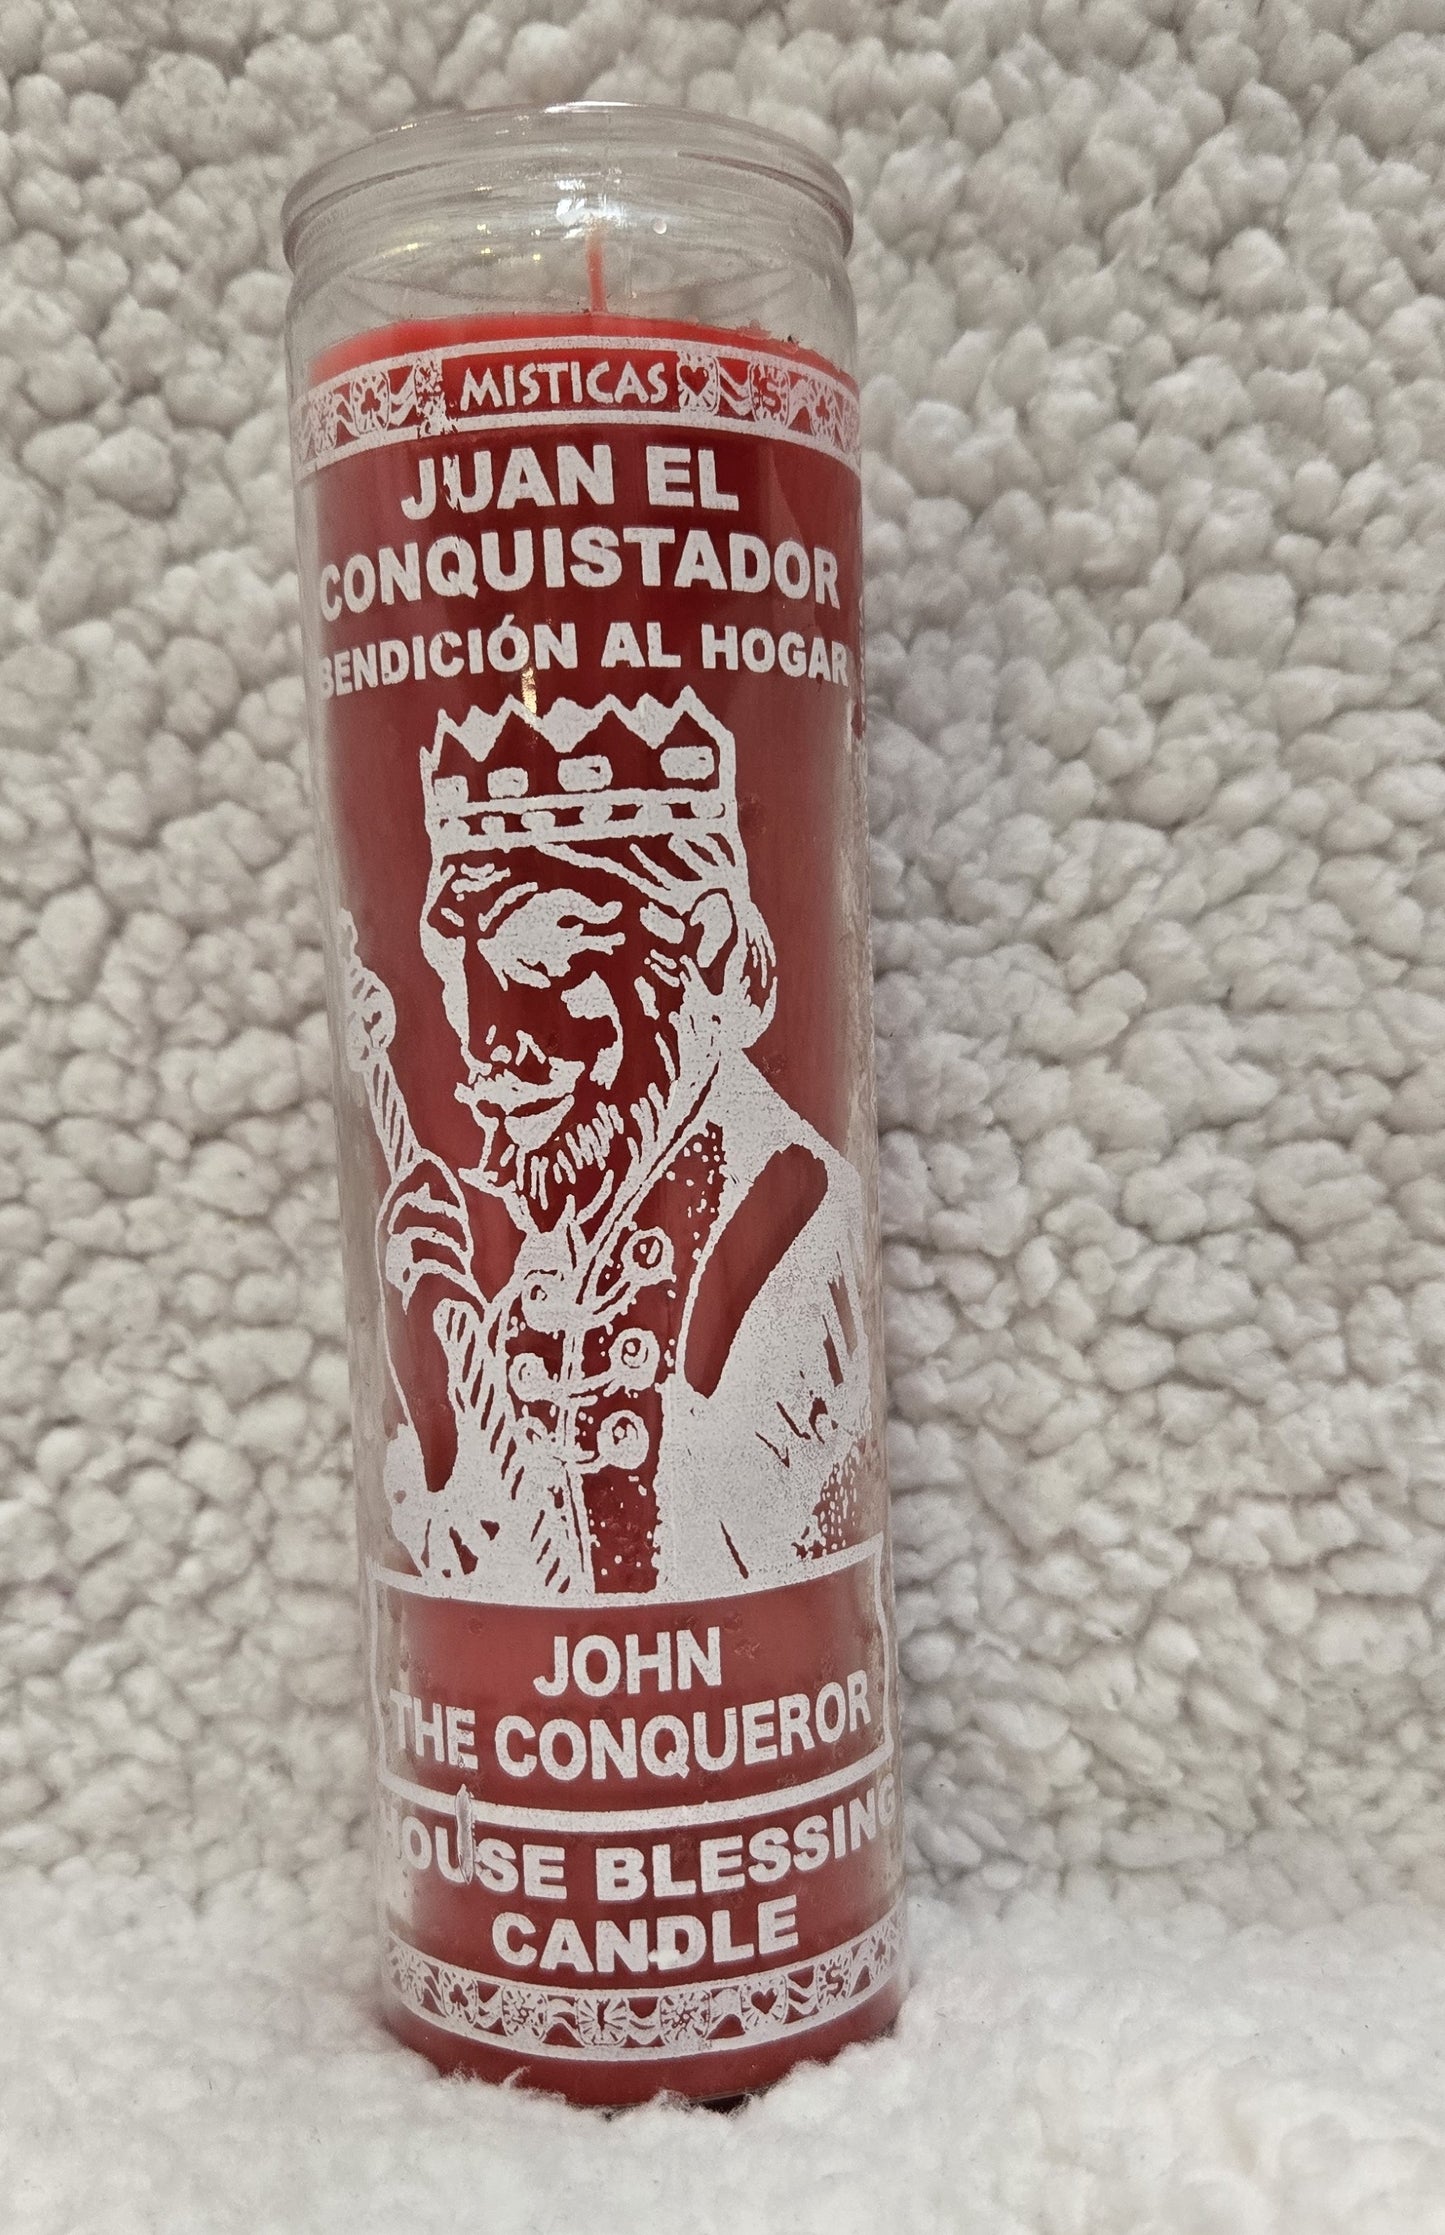 MISTICAS
JUAN EL
CONQUISTADOR
BENDICIÓN AL HOGAR
JOHN
THE CONQUEROR
HOUSE BLESSING
CANDLE